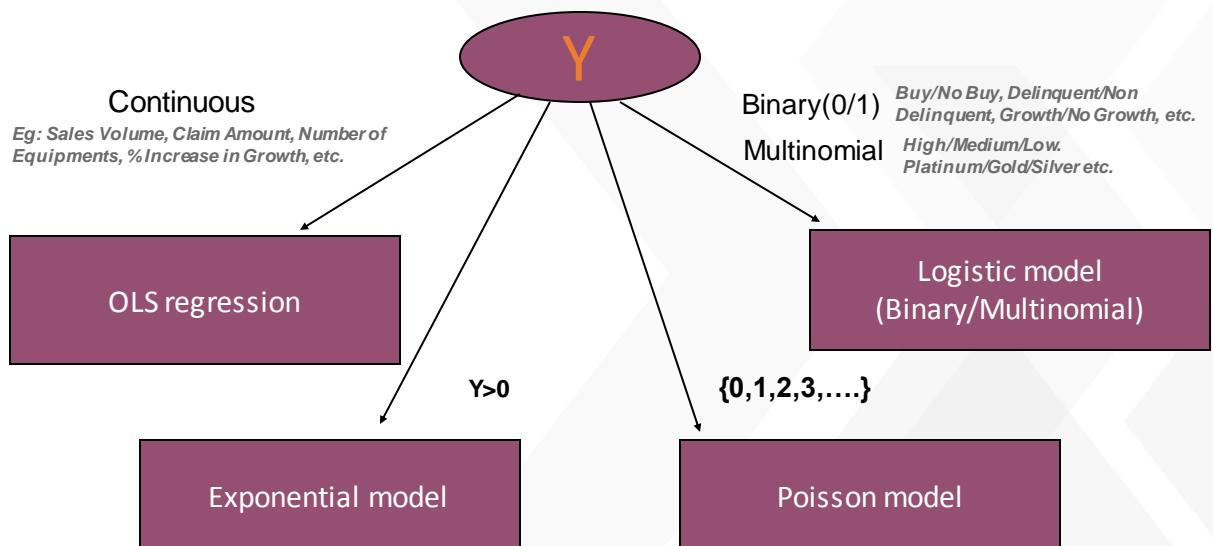 Y
Continuous
Eg: Sales Volume, Claim Amount, Number of
Equipments, % Increase in Growth, etc.
Binary(0/1)
Buy/No Buy, Delinquent/Non
Delinquent, Growth/No Growth, etc.
Multinomial
High/Medium/Low.
Platinum/Gold/Silver etc.
OLS regression
Logistic model
(Binary/Multinomial)
Y>0
{0,1,2,3,....}
Exponential model
Poisson model